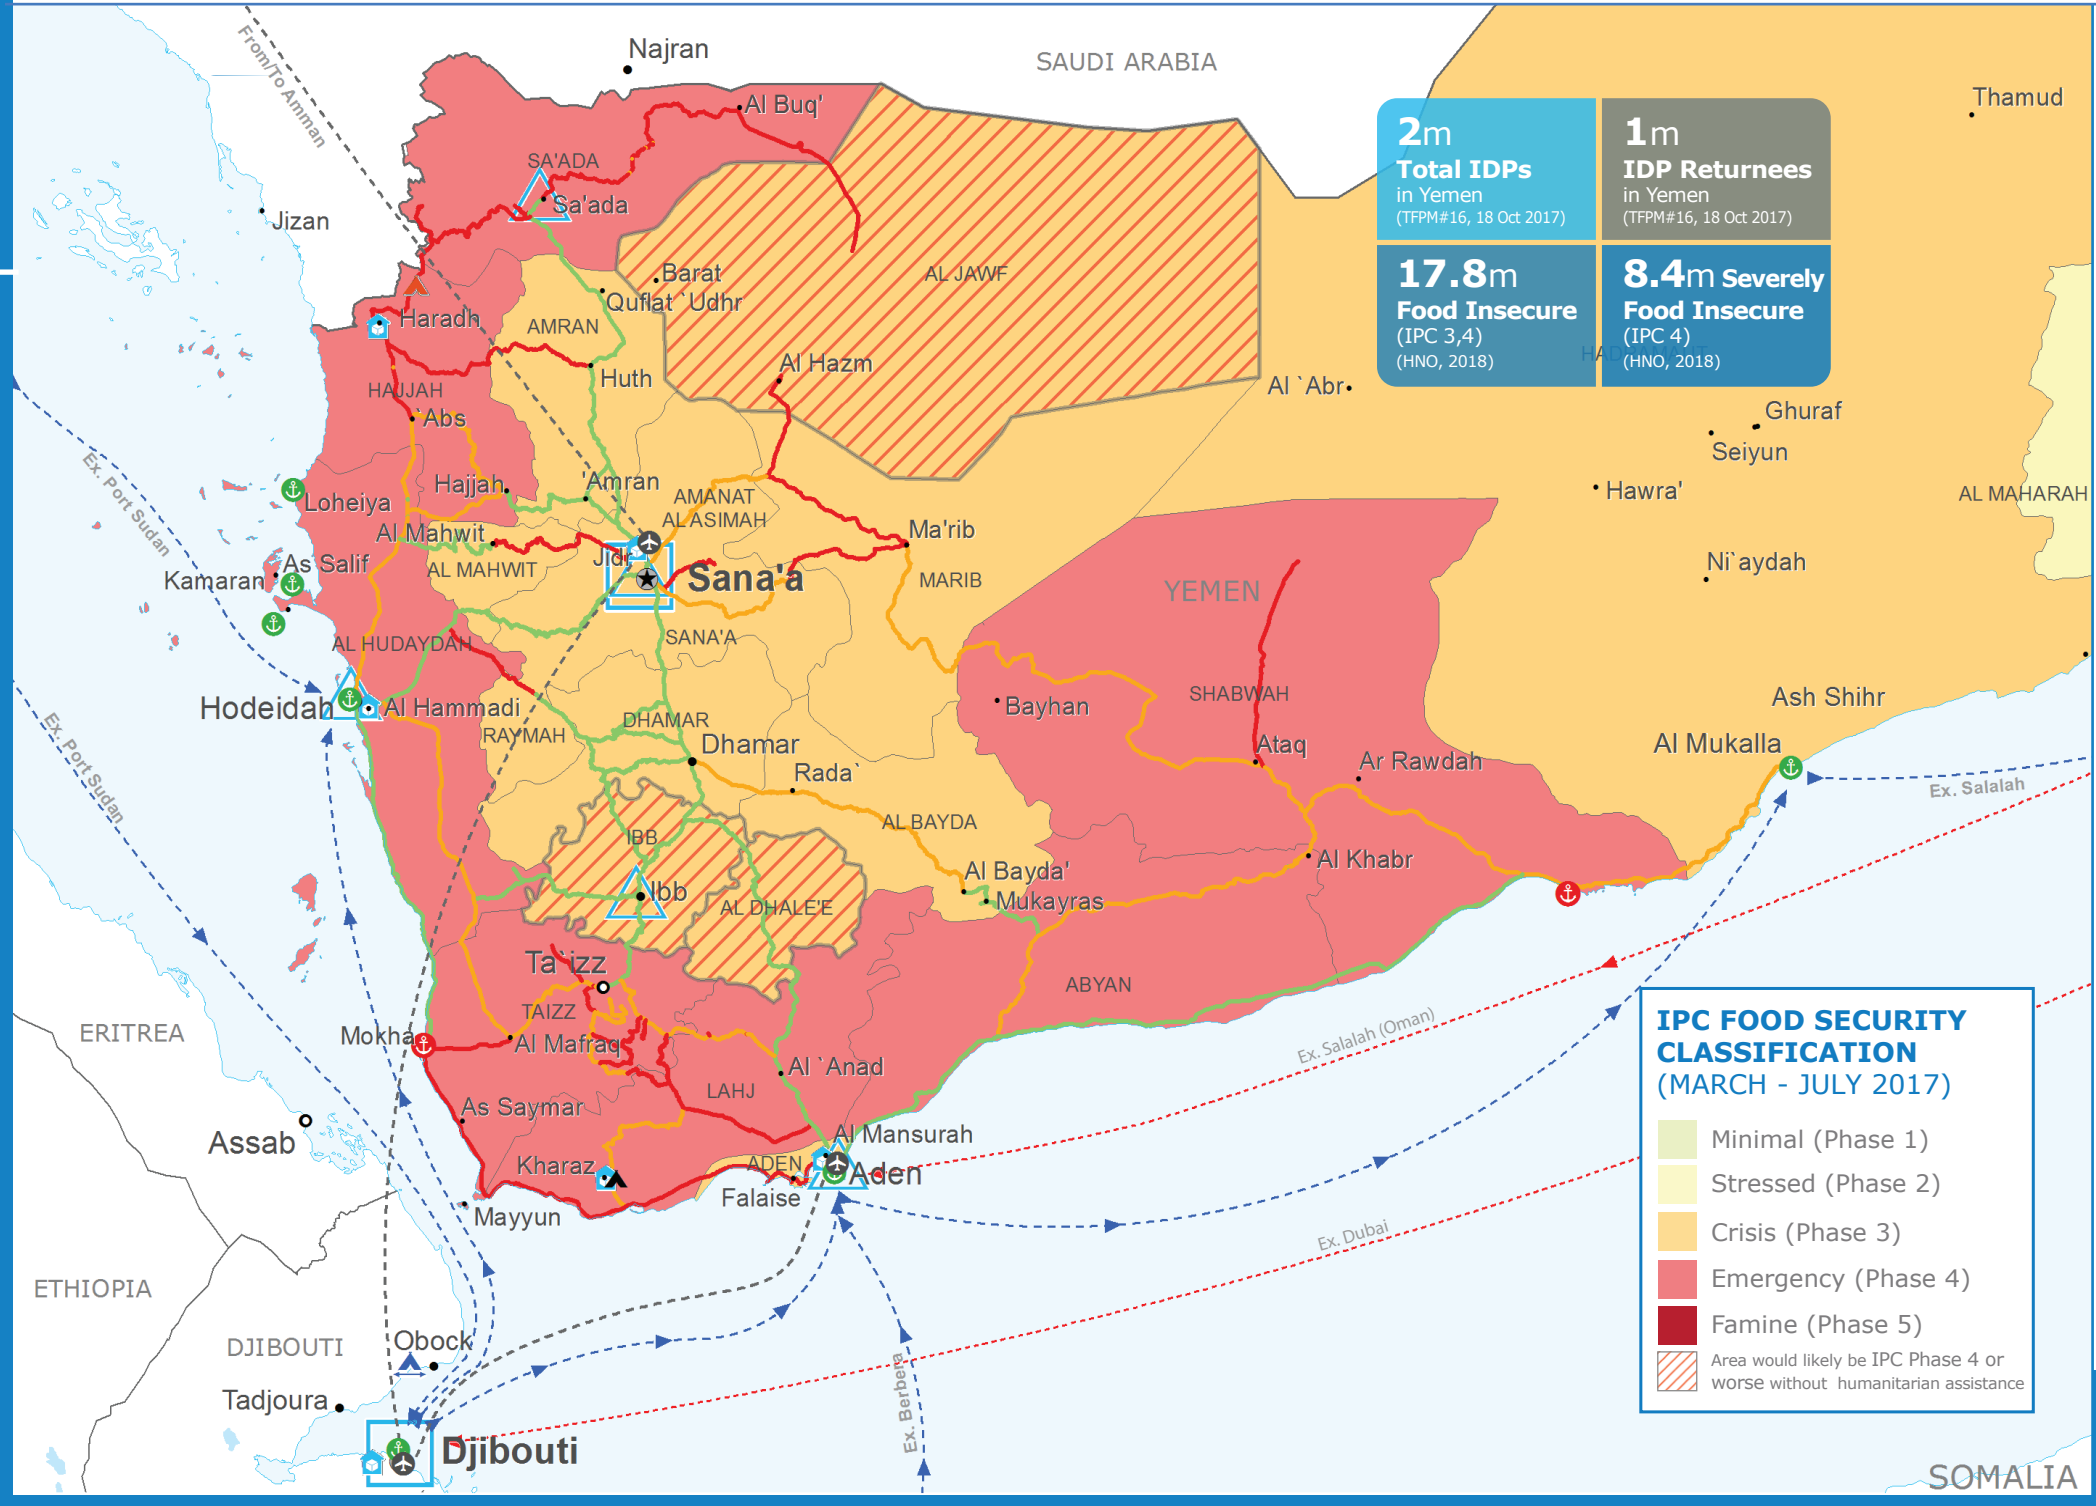 From/To Amman
Najran
SAUDI ARABIA
Thamud
Al Buq'
2m
Total IDPs
in Yemen
(TFPM#16, 18 Oct 2017)
1m
IDP Returnees
in Yemen
(TFPM#16, 18 Oct 2017)
17.8m
Food Insecure
(IPC 3,4)
(HNO, 2018)
8.4m Severely
Food Insecure
(IPC 4)
(HNO, 2018)
HADRAMAUT
SA'ADA
Sa'ada
Jizan
Barat
Quflat `Udhr
AL JAWF
Haradh
AMRAN
Al Hazm
Huth
HAJJAH
`Abs
Al `Abr
Ghuraf
Seiyun
Hawra'
AL MAHARAH
Ex. Port Sudan
Loheiya
Hajjah
'Amran
AMANAT
AL ASIMAH
Al Mahwit
Jidr
Ma'rib
As Salif
Kamaran
AL MAHWIT
Sana'a
MARIB
YEMEN
Ni`aydah
AL HUDAYDAH
SANA'A
SHABWAH
Bayhan
Ash Shihr
Hodeidah
Al Hammadi
RAYMAH
DHAMAR
Dhamar
Rada`
Ataq
Ar Rawdah
Al Mukalla
Ex. Salalah
Ex. Port Sudan
IBB
AL BAYDA
Al Bayda'
Mukayras
Al Khabr
Ibb
AL DHALE'E
Ta`izz
TAIZZ
ABYAN
ERITREA
Mokha
Al Mafraq
Al `Anad
LAHJ
Ex. Salalah (Oman)
As Saymar
Assab
Al Mansurah
Kharaz
ADEN
Aden
Falaise
Mayyun
Ex. Dubai
ETHIOPIA
DJIBOUTI
Obock
Tadjoura
Djibouti
Ex. Berbera
IPC FOOD SECURITY
CLASSIFICATION
(MARCH - JULY 2017)
Minimal (Phase 1)
Stressed (Phase 2)
Crisis (Phase 3)
Emergency (Phase 4)
Famine (Phase 5)
Area would likely be IPC Phase 4 or
worse without humanitarian assistance
SOMALIA